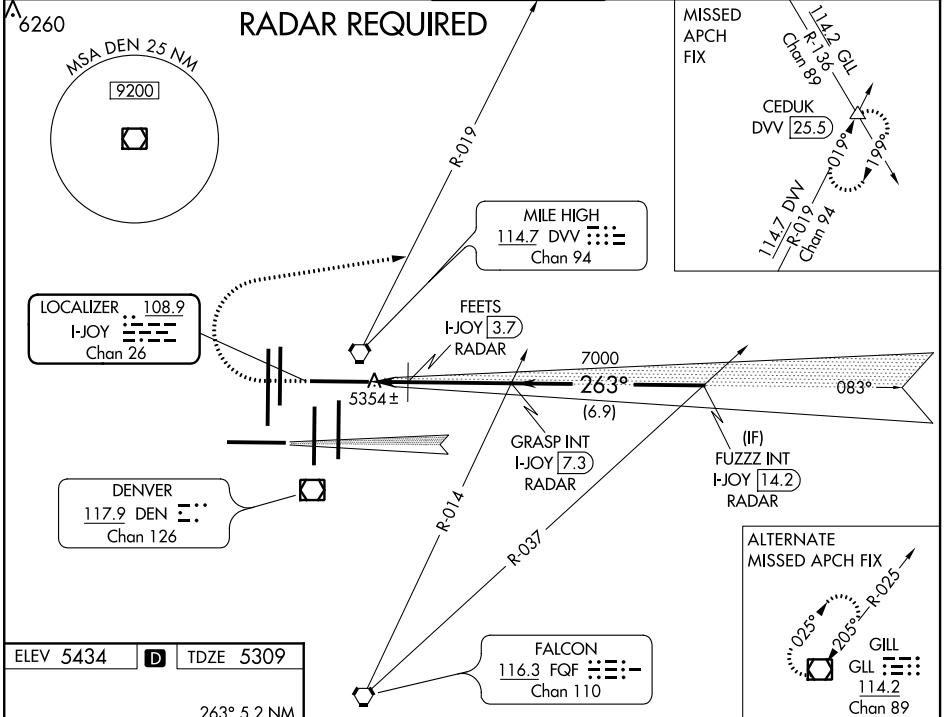 6260
RADAR REQUIRED
MSA DEN 25 NM
9200
R-019
MISSED
APCH
FIX
114.2 GLL
R-136
Chan 89
CEDUK
DVV 25.5
019°
199°
114.7 DVV
R-019
Chan 94
MILE HIGH
114.7 DVV
Chan 94
LOCALIZER 108.9
I-JOY
Chan 26
FEETS
I-JOY 3.7
RADAR
7000
263°
(6.9)
083°
5354±
GRASP INT
I-JOY 7.3
RADAR
(IF)
FUZZZ INT
I-JOY 14.2
RADAR
DENVER
117.9 DEN
Chan 126
R-014
R-037
ALTERNATE
MISSED APCH FIX
R-025
025°
205°
GILL
GLL
114.2
Chan 89
FALCON
116.3 FQF
Chan 110
ELEV 5434 D TDZE 5309
263° 5.2 NM